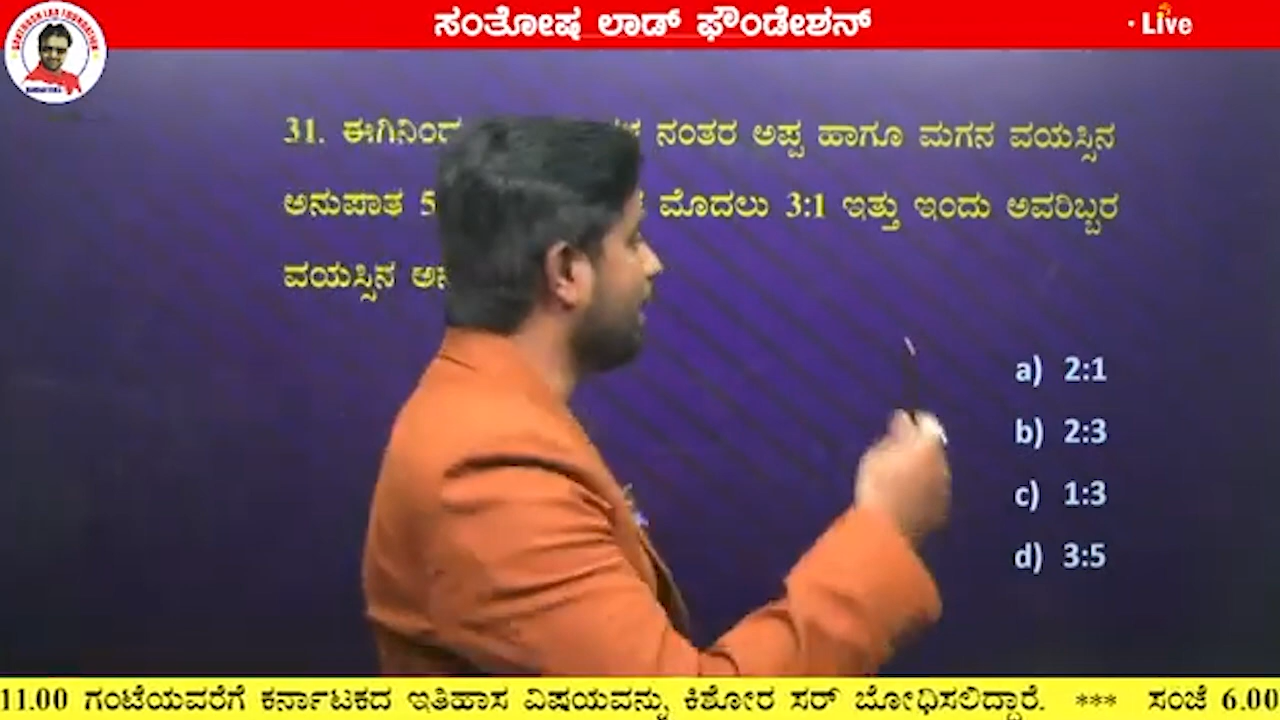 ಸಂತೋಷ ಲಾಡ್ ಫೌಂಡೇಶನ್
· Live
31. ಈಗಿನಿಂದ ನಂತರ ಅಪ್ಪ ಹಾಗೂ ಮಗನ ವಯಸ್ಸಿನ
ಅನುಪಾತ 5 ಮೊದಲು 3:1 ಇತ್ತು ಇಂದು ಅವರಿಬ್ಬರ
ವಯಸ್ಸಿನ
a) 2:1
b) 2:3
c) 1:3
d) 3:5
11.00 ಗಂಟೆಯವರೆಗೆ ಕರ್ನಾಟಕದ ಇತಿಹಾಸ ವಿಷಯವನ್ನು ಕಿಶೋರ ಸರ್ ಬೋಧಿಸಲಿದ್ದಾರೆ. *** ಸಂಜೆ 6.00